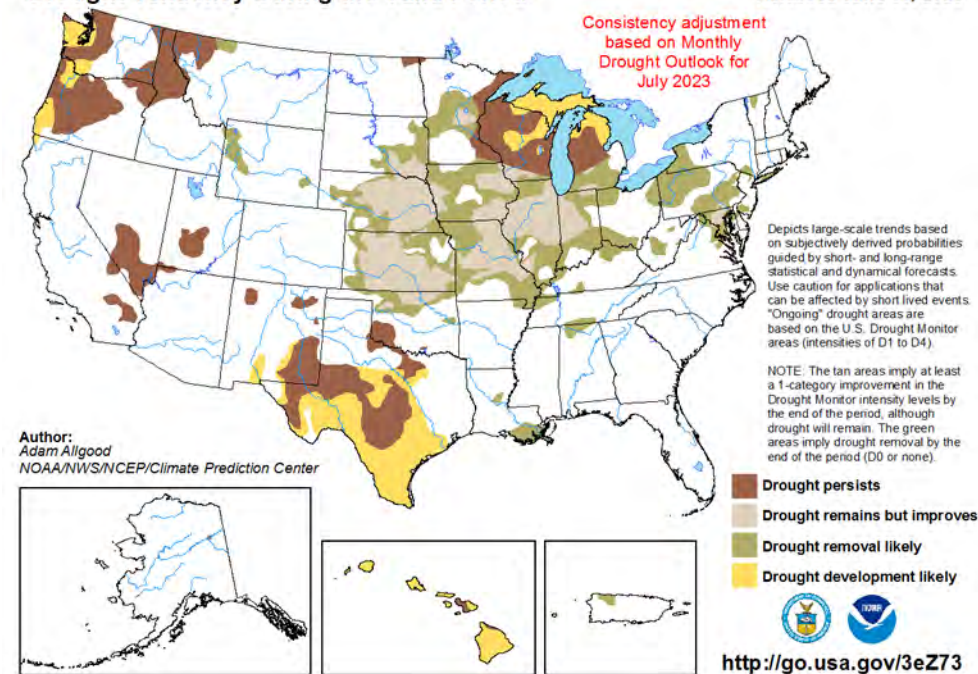 Consistency adjustment
based on Monthly
Drought Outlook for
July 2023
Depicts large-scale trends based
on subjectively derived probabilities
guided by short- and long-range
statistical and dynamical forecasts.
Use caution for applications that
can be affected by short lived events.
"Ongoing" drought areas are
based on the U.S. Drought Monitor
areas (intensities of D1 to D4).
NOTE: The tan areas imply at least
a 1-category improvement in the
Drought Monitor intensity levels by
the end of the period, although
drought will remain. The green
areas imply drought removal by the
end of the period (D0 or none).
Author:
Adam Allgood
NOAA/NWS/NCEP/Climate Prediction Center
Drought persists
Drought remains but improves
Drought removal likely
Drought development likely
NOAA
http://go.usa.gov/3eZ73